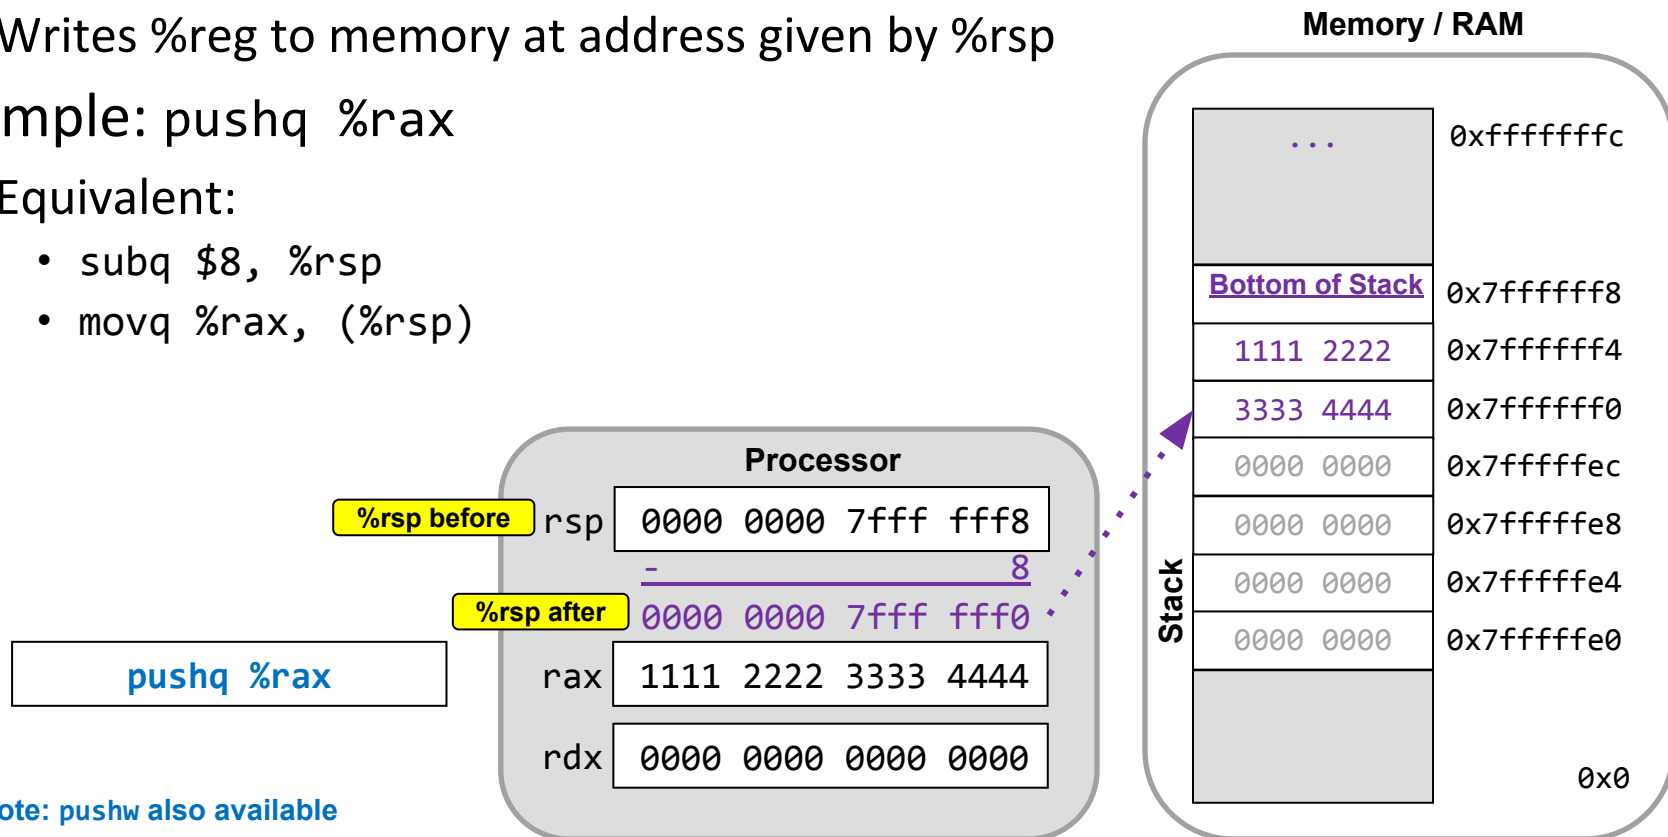 Writes %reg to memory at address given by %rsp
mple: pushq %rax
Equivalent:
• subq $8, %rsp
• movq %rax, (%rsp)
%rsp before
%rsp after
pushq %rax
ote: pushw also available
Processor
rsp 0000 0000 7fff fff8
- 8
0000 0000 7fff fff0
rax 1111 2222 3333 4444
rdx 0000 0000 0000 0000
Memory / RAM
Stack
... 0xfffffffc
Bottom of Stack 0x7ffffff8
1111 2222 0x7ffffff4
3333 4444 0x7ffffff0
0000 0000 0x7fffffec
0000 0000 0x7fffffe8
0000 0000 0x7fffffe4
0000 0000 0x7fffffe0
0x0